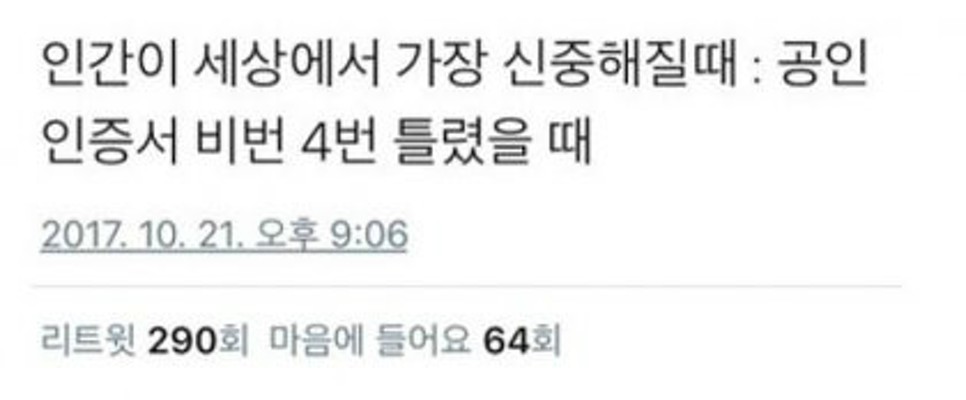 인간이 세상에서 가장 신중해질때 : 공인
인증서 비번 4번 틀렸을 때
2017. 10. 21. 오후 9:06
리트윗 290회 마음에 들어요 64회